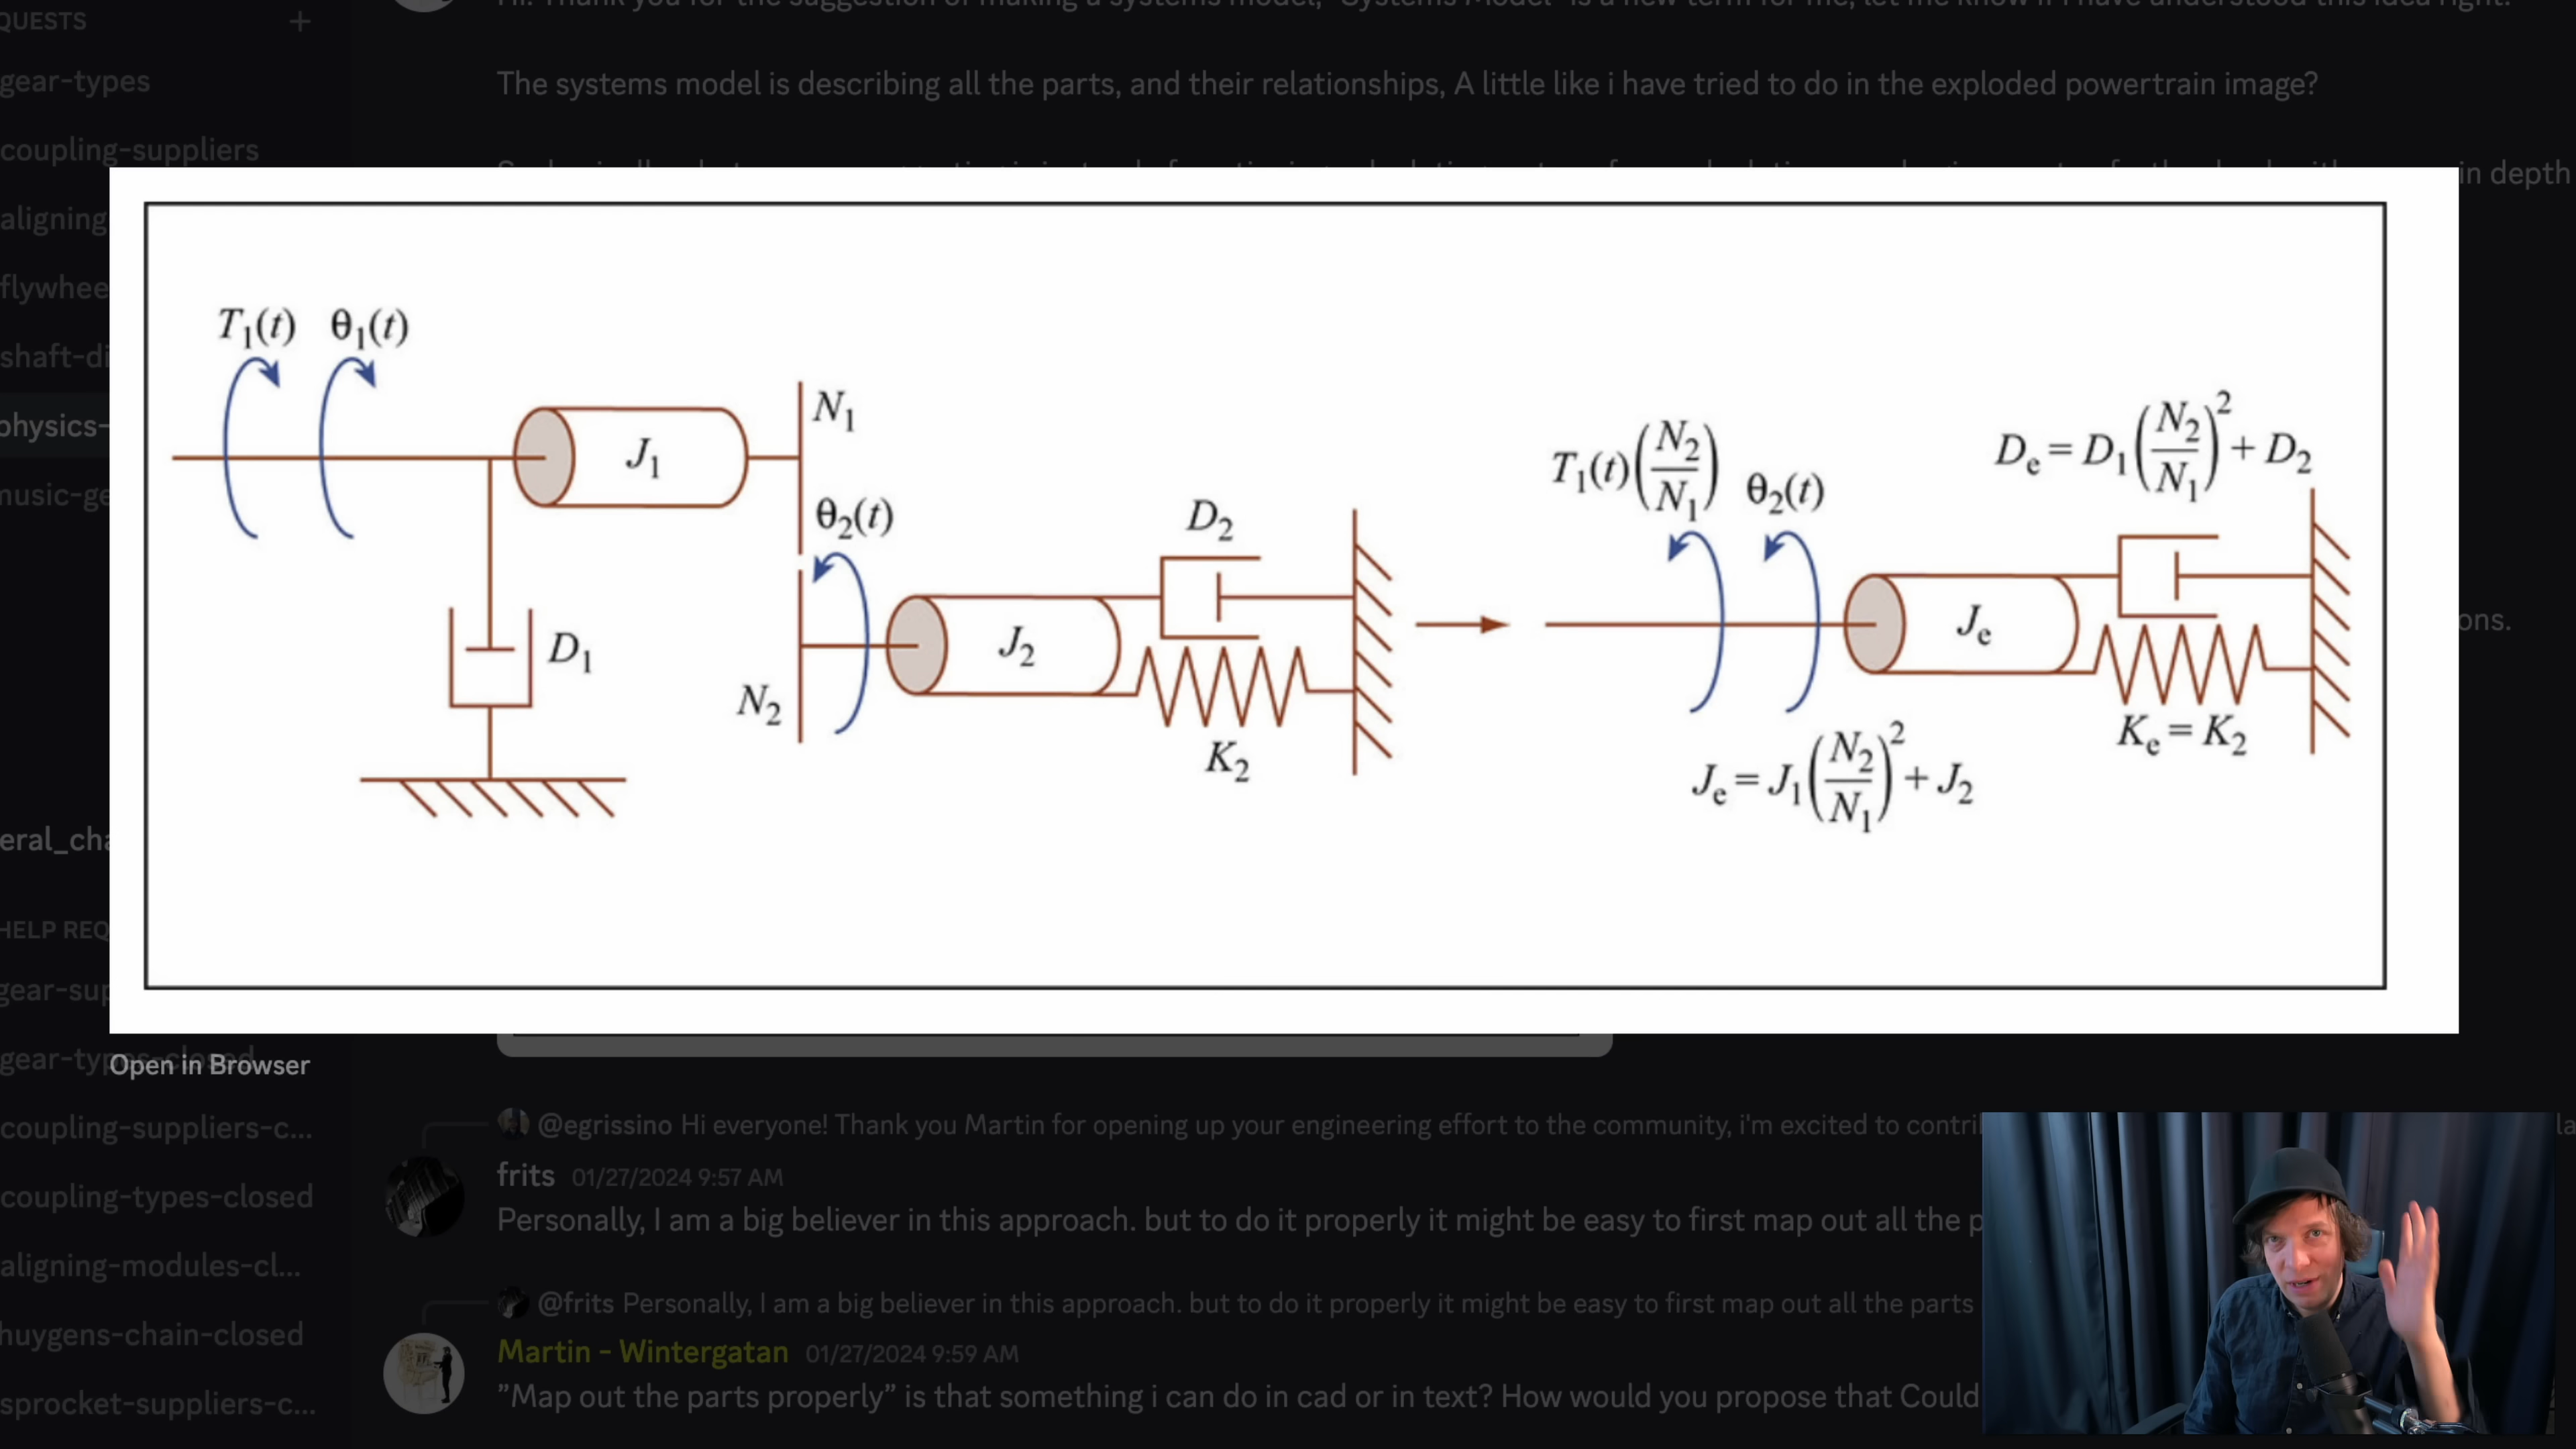 QUESTS +
gear-types
The systems model is describing all the parts, and their relationships, A little like i have tried to do in the exploded powertrain image?
coupling-suppliers
in depth
aligning
flywhee
shaft-di
physics-
music-ge
ons.
T₁(t) θ₁(t)
J₁
N₁
D₁
θ₂(t)
N₂
J₂
D₂
K₂
T₁(t)(N₂/N₁) θ₂(t)
Dₑ = D₁(N₂/N₁)² + D₂
Jₑ
Kₑ = K₂
Jₑ = J₁(N₂/N₁)² + J₂
eral_cha
HELP REQ
gear-sup
gear-types-closed
Open in Browser
coupling-suppliers-c...
@egrissino Hi everyone! Thank you Martin for opening up your engineering effort to the community, i'm excited to contri
frits 01/27/2024 9:57 AM
coupling-types-closed
Personally, I am a big believer in this approach. but to do it properly it might be easy to first map out all the p
aligning-modules-cl...
@frits Personally, I am a big believer in this approach. but to do it properly it might be easy to first map out all the parts
huygens-chain-closed
Martin - Wintergatan 01/27/2024 9:59 AM
sprocket-suppliers-c...
”Map out the parts properly” is that something i can do in cad or in text? How would you propose that Could